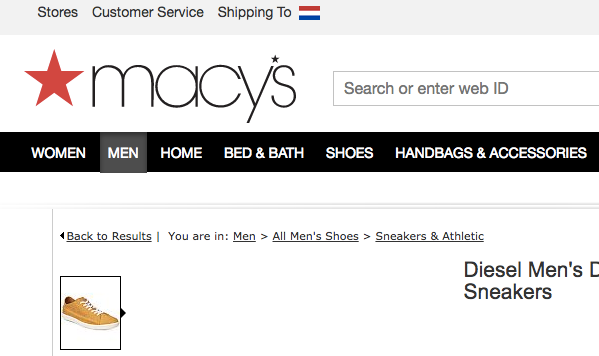 Stores Customer Service Shipping To
macy's
Search or enter web ID
WOMEN MEN HOME BED & BATH SHOES HANDBAGS & ACCESSORIES
Back to Results | You are in: Men > All Men's Shoes > Sneakers & Athletic
Diesel Men's D
Sneakers